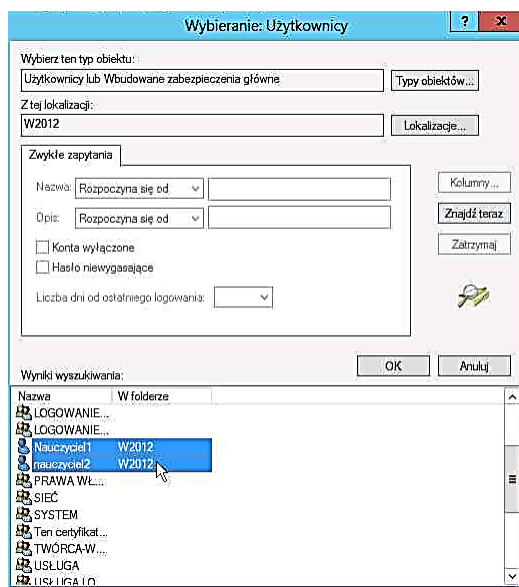 Wybieranie: Użytkownicy
?
x
Wybierz ten typ obiektu:
Użytkownicy lub Wbudowane zabezpieczenia główne
Typy obiektów...
Z tej lokalizacji:
W2012
Lokalizacje...
Zwykłe zapytania
Nazwa: Rozpoczyna się od
Opis: Rozpoczyna się od
Konta wyłączone
Hasło niewygasające
Liczba dni od ostatniego logowania:
Kolumny...
Znajdź teraz
Zatrzymaj
OK Anuluj
Wyniki wyszukiwania:
Nazwa W folderze
LOGOWANIE...
LOGOWANIE...
Nauczyciel1 W2012
nauczyciel2 W2012
PRAWA WŁ...
SIEĆ
SYSTEM
Ten certyfikat...
TWÓRCA-W...
USŁUGA
USŁUGA LO...